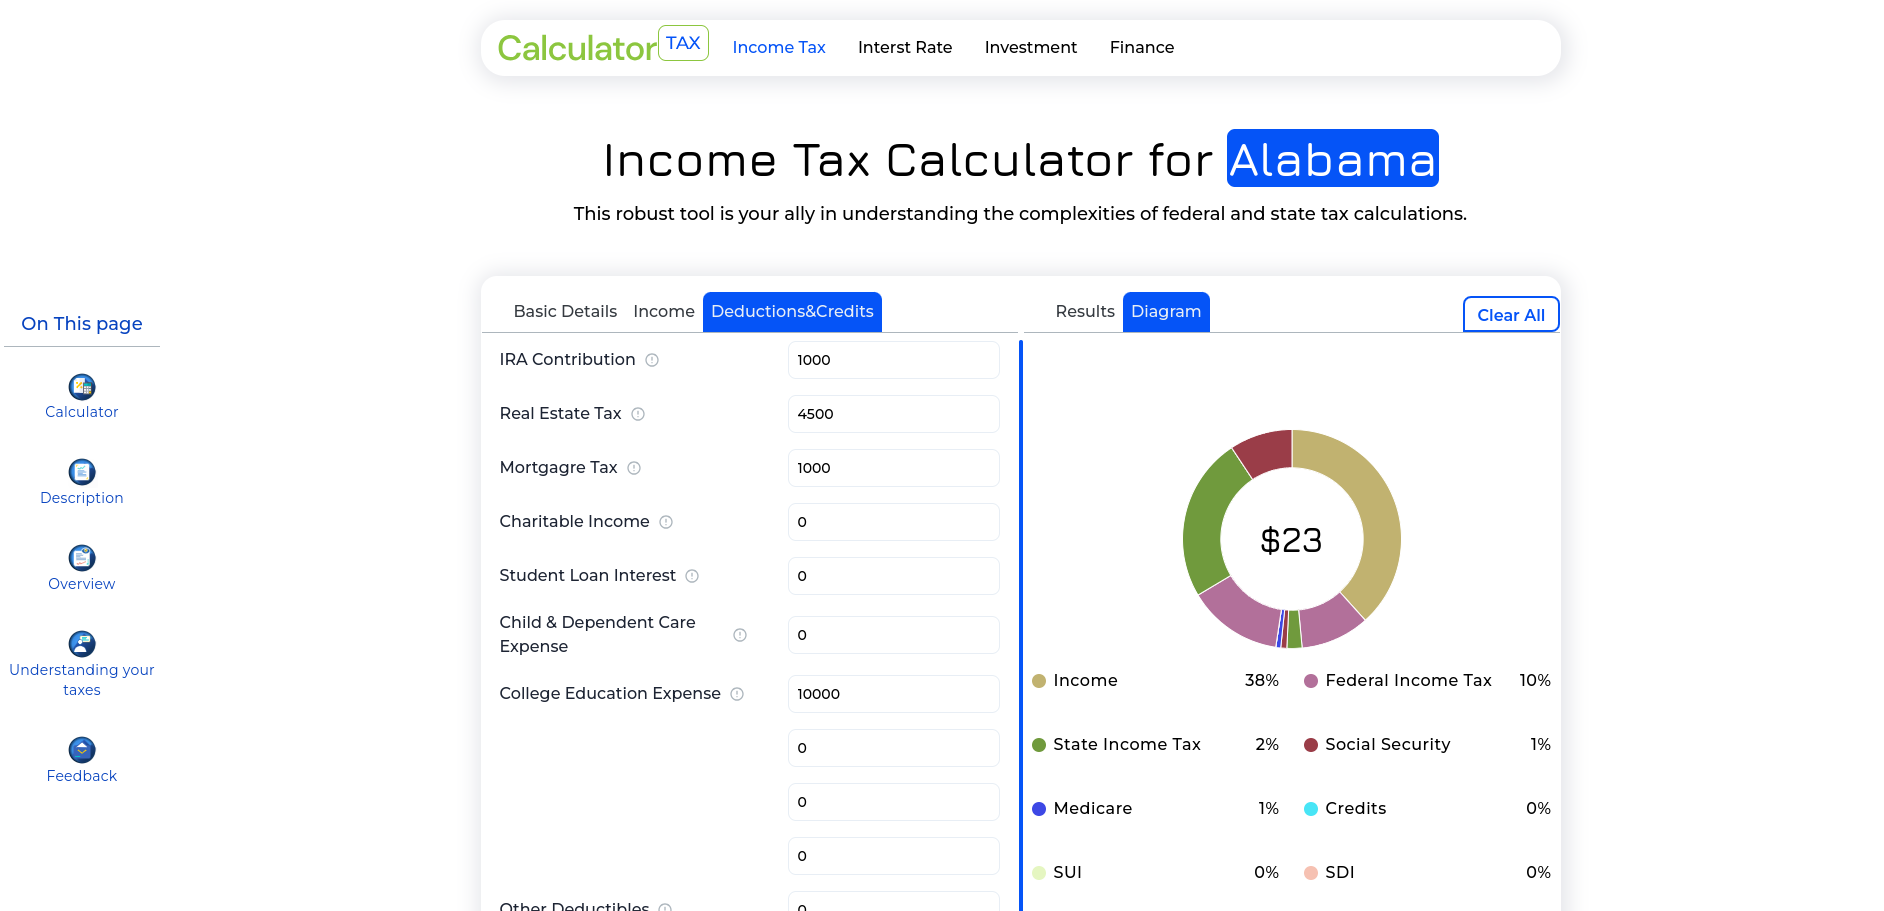 Calculator TAX Income Tax Interst Rate Investment Finance
Income Tax Calculator for Alabama
This robust tool is your ally in understanding the complexities of federal and state tax calculations.
On This page
Calculator
Description
Overview
Understanding your
taxes
Feedback
Basic Details Income Deductions&Credits
IRA Contribution 1000
Real Estate Tax 4500
Mortgagre Tax 1000
Charitable Income 0
Student Loan Interest 0
Child & Dependent Care
Expense 0
College Education Expense 10000
0
0
0
Other Deductibles 0
Results Diagram Clear All
$23
Income 38% Federal Income Tax 10%
State Income Tax 2% Social Security 1%
Medicare 1% Credits 0%
SUI 0% SDI 0%